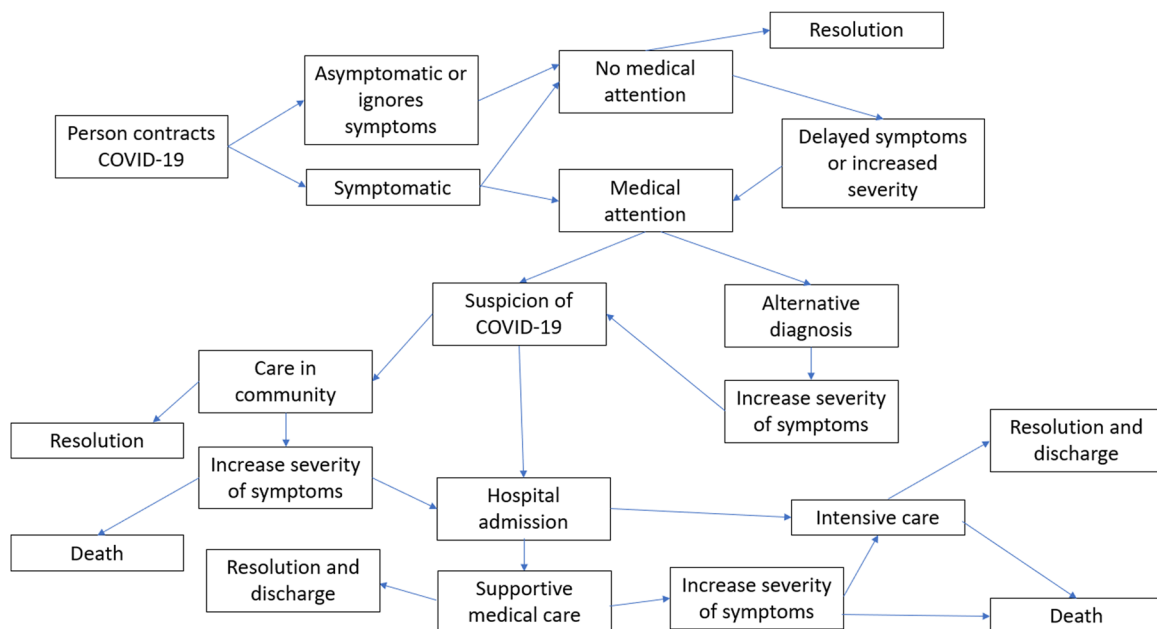 Resolution
Asymptomatic or
ignores
symptoms
No medical
attention
Person contracts
COVID-19
Delayed symptoms
or increased
severity
Symptomatic
Medical
attention
Suspicion of
COVID-19
Alternative
diagnosis
Care in
community
Increase severity
of symptoms
Resolution
Resolution and
discharge
Increase severity
of symptoms
Hospital
admission
Intensive care
Death
Resolution and
discharge
Supportive
medical care
Increase severity
of symptoms
Death